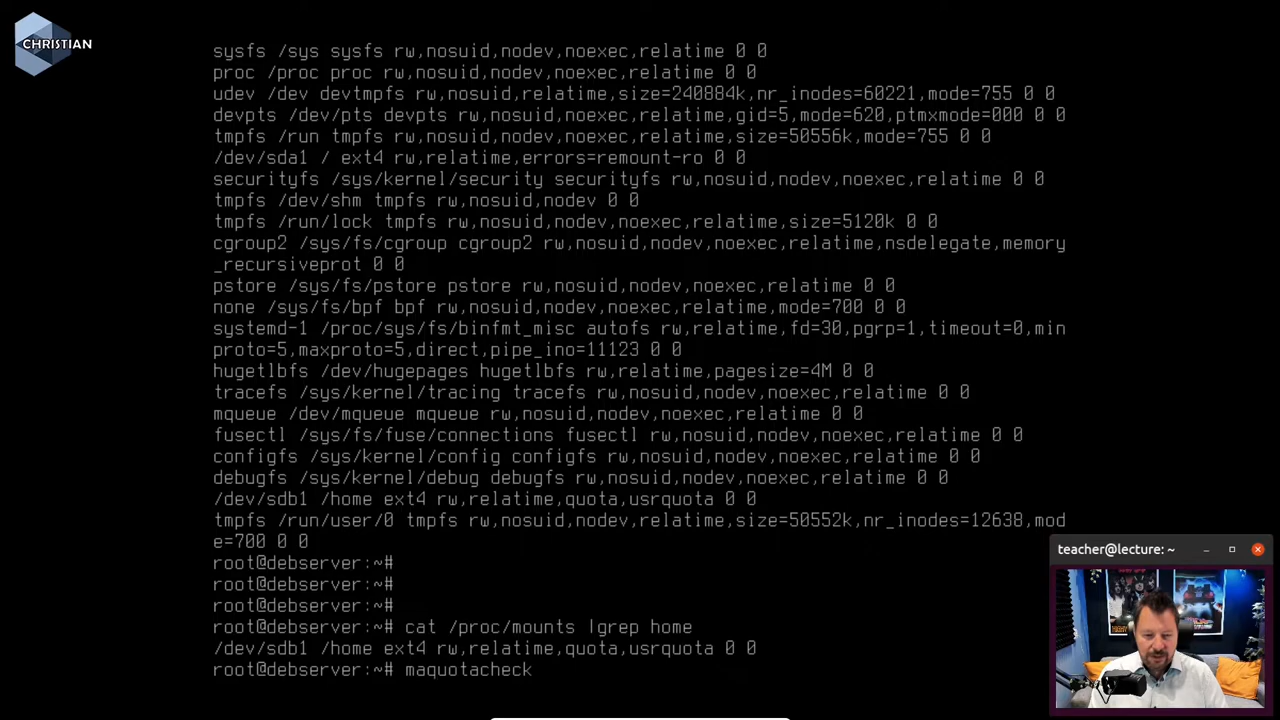 CHRISTIAN
sysfs /sys sysfs rw,nosuid,nodev,noexec,relatime 0 0
proc /proc proc rw,nosuid,nodev,noexec,relatime 0 0
udev /dev devtmpfs rw,nosuid,relatime,size=240884k,nr_inodes=60221,mode=755 0 0
devpts /dev/pts devpts rw,nosuid,noexec,relatime,gid=5,mode=620,ptmxmode=000 0 0
tmpfs /run tmpfs rw,nosuid,nodev,noexec,relatime,size=50556k,mode=755 0 0
/dev/sda1 / ext4 rw,relatime,errors=remount-ro 0 0
securityfs /sys/kernel/security securityfs rw,nosuid,nodev,noexec,relatime 0 0
tmpfs /dev/shm tmpfs rw,nosuid,nodev 0 0
tmpfs /run/lock tmpfs rw,nosuid,nodev,noexec,relatime,size=5120k 0 0
cgroup2 /sys/fs/cgroup cgroup2 rw,nosuid,nodev,noexec,relatime,nsdelegate,memory
_recursiveprot 0 0
pstore /sys/fs/pstore pstore rw,nosuid,nodev,noexec,relatime 0 0
none /sys/fs/bpf bpf rw,nosuid,nodev,noexec,relatime,mode=700 0 0
systemd-1 /proc/sys/fs/binfmt_misc autofs rw,relatime,fd=30,pgrp=1,timeout=0,min
proto=5,maxproto=5,direct,pipe_ino=11123 0 0
hugetlbfs /dev/hugepages hugetlbfs rw,relatime,pagesize=4M 0 0
tracefs /sys/kernel/tracing tracefs rw,nosuid,nodev,noexec,relatime 0 0
mqueue /dev/mqueue mqueue rw,nosuid,nodev,noexec,relatime 0 0
fusectl /sys/fs/fuse/connections fusectl rw,nosuid,nodev,noexec,relatime 0 0
configfs /sys/kernel/config configfs rw,nosuid,nodev,noexec,relatime 0 0
debugfs /sys/kernel/debug debugfs rw,nosuid,nodev,noexec,relatime 0 0
/dev/sdb1 /home ext4 rw,relatime,quota,usrquota 0 0
tmpfs /run/user/0 tmpfs rw,nosuid,nodev,relatime,size=50552k,nr_inodes=12638,mod
e=700 0 0
root@debserver:~#
root@debserver:~#
root@debserver:~#
root@debserver:~# cat /proc/mounts |grep home
/dev/sdb1 /home ext4 rw,relatime,quota,usrquota 0 0
root@debserver:~# maquotacheck
teacher@lecture: ~